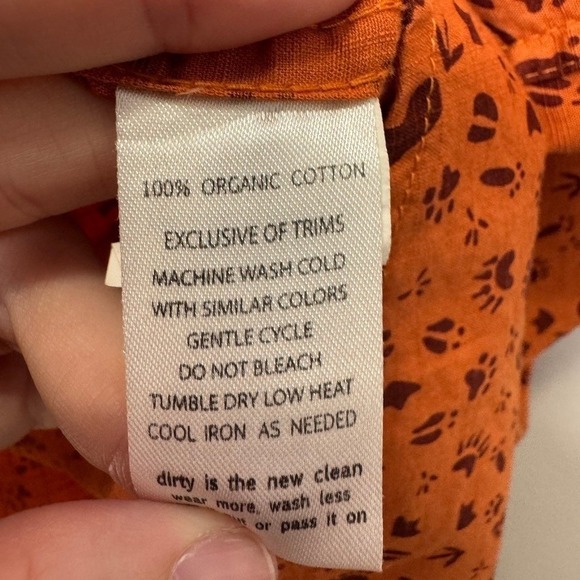 100% ORGANIC COTTON
EXCLUSIVE OF TRIMS
MACHINE WASH COLD
WITH SIMILAR COLORS
GENTLE CYCLE
DO NOT BLEACH
TUMBLE DRY LOW HEAT
COOL IRON AS NEEDED
dirty is the new clean
wear more, wash less
or pass it on